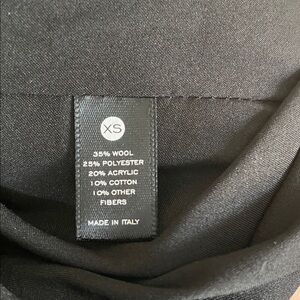 XS
35% WOOL
25% POLYESTER
20% ACRYLIC
10% COTTON
10% OTHER
FIBERS
MADE IN ITALY